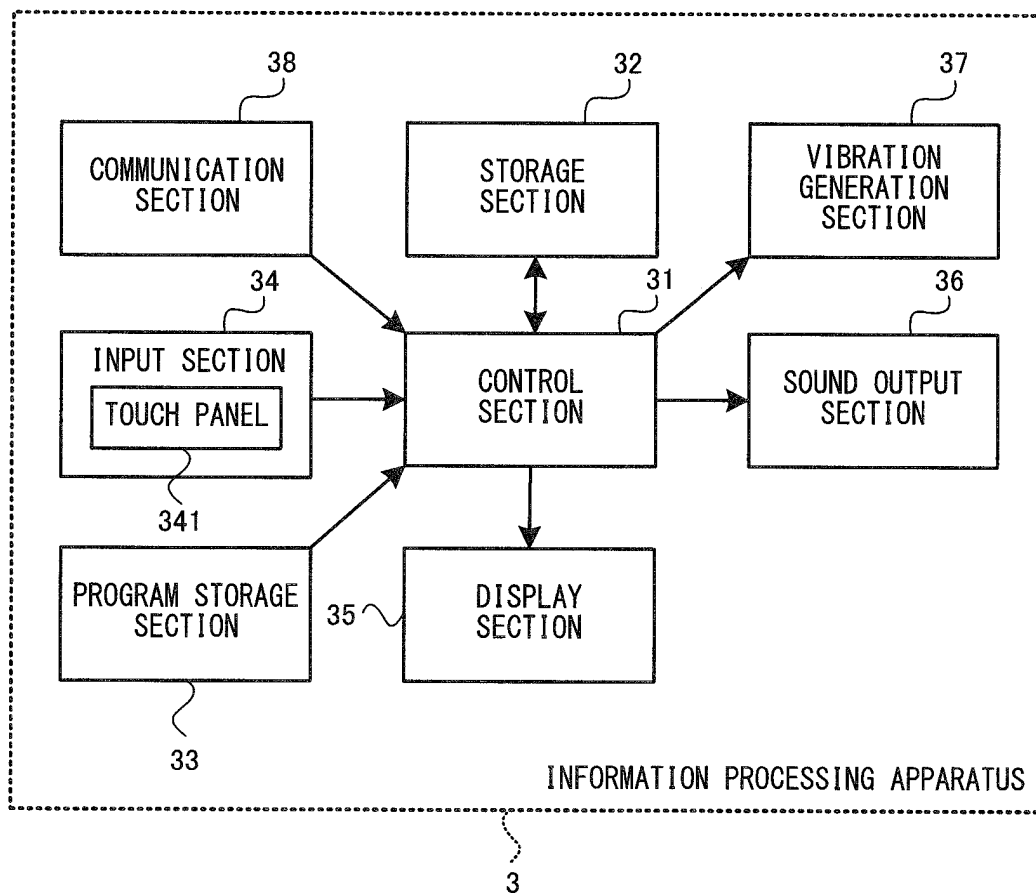 38
32
37
COMMUNICATION
SECTION
STORAGE
SECTION
VIBRATION
GENERATION
SECTION
34
31
36
INPUT SECTION
TOUCH PANEL
CONTROL
SECTION
SOUND OUTPUT
SECTION
341
PROGRAM STORAGE
SECTION
35
DISPLAY
SECTION
33
INFORMATION PROCESSING APPARATUS
3